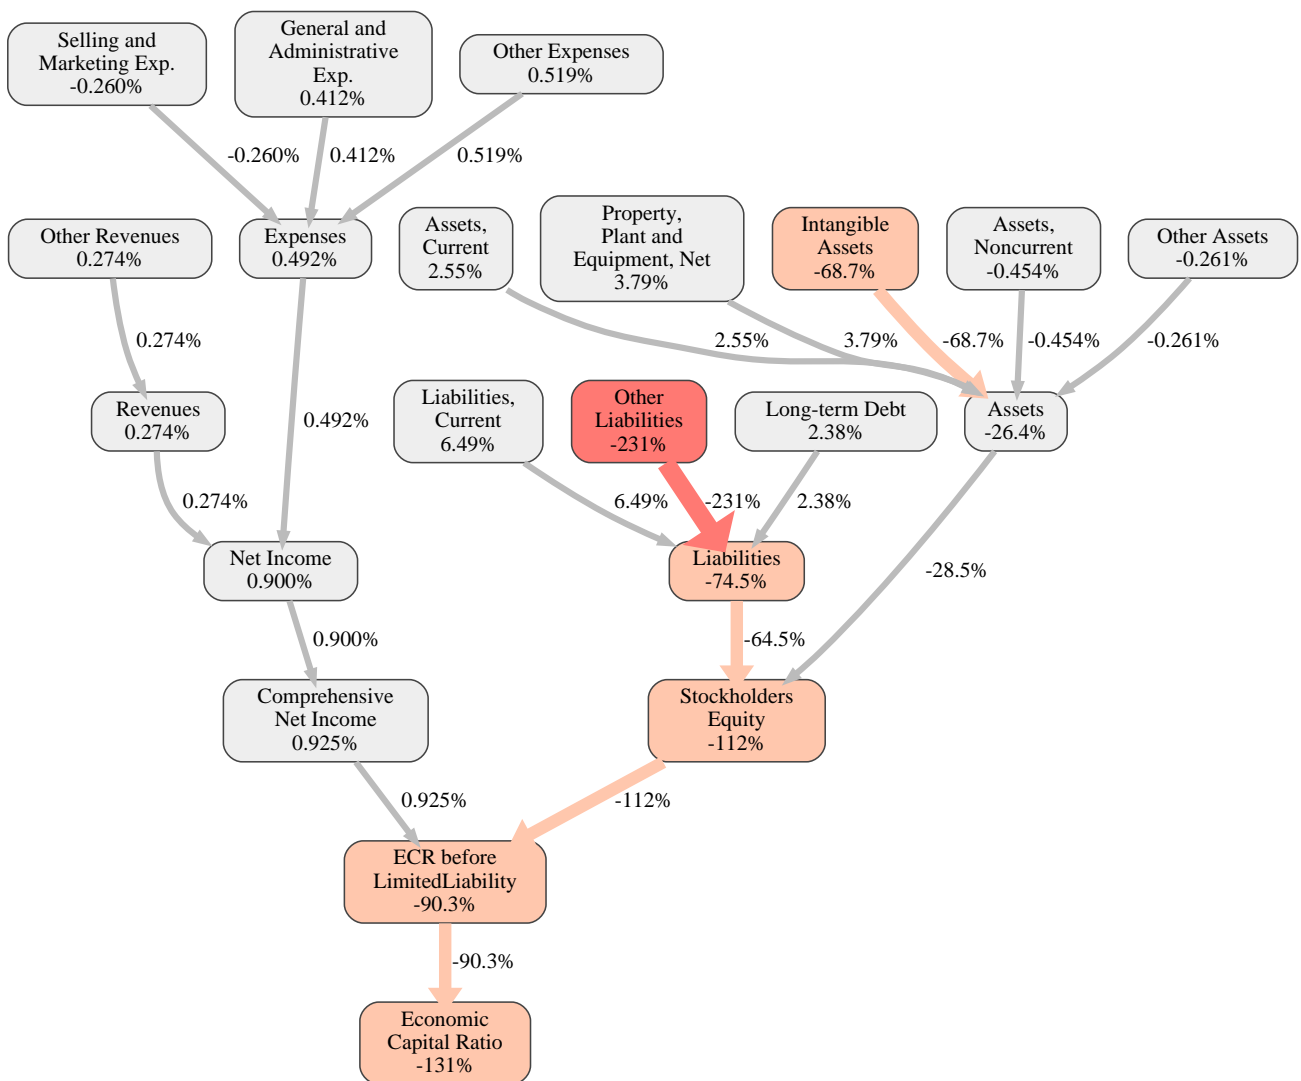 Selling and
Marketing Exp.
-0.260%
General and
Administrative
Exp.
0.412%
Other Expenses
0.519%
-0.260%
0.412%
0.519%
Other Revenues
0.274%
Expenses
0.492%
Assets,
Current
2.55%
Property,
Plant and
Equipment, Net
3.79%
Intangible
Assets
-68.7%
Assets,
Noncurrent
-0.454%
Other Assets
-0.261%
0.274%
2.55%
3.79%
-68.7%
-0.454%
-0.261%
Revenues
0.274%
0.492%
Liabilities,
Current
6.49%
Other
Liabilities
-231%
Long-term Debt
2.38%
Assets
-26.4%
0.274%
6.49%
-231%
2.38%
Net Income
0.900%
Liabilities
-74.5%
-28.5%
0.900%
-64.5%
Comprehensive
Net Income
0.925%
Stockholders
Equity
-112%
0.925%
-112%
ECR before
LimitedLiability
-90.3%
-90.3%
Economic
Capital Ratio
-131%